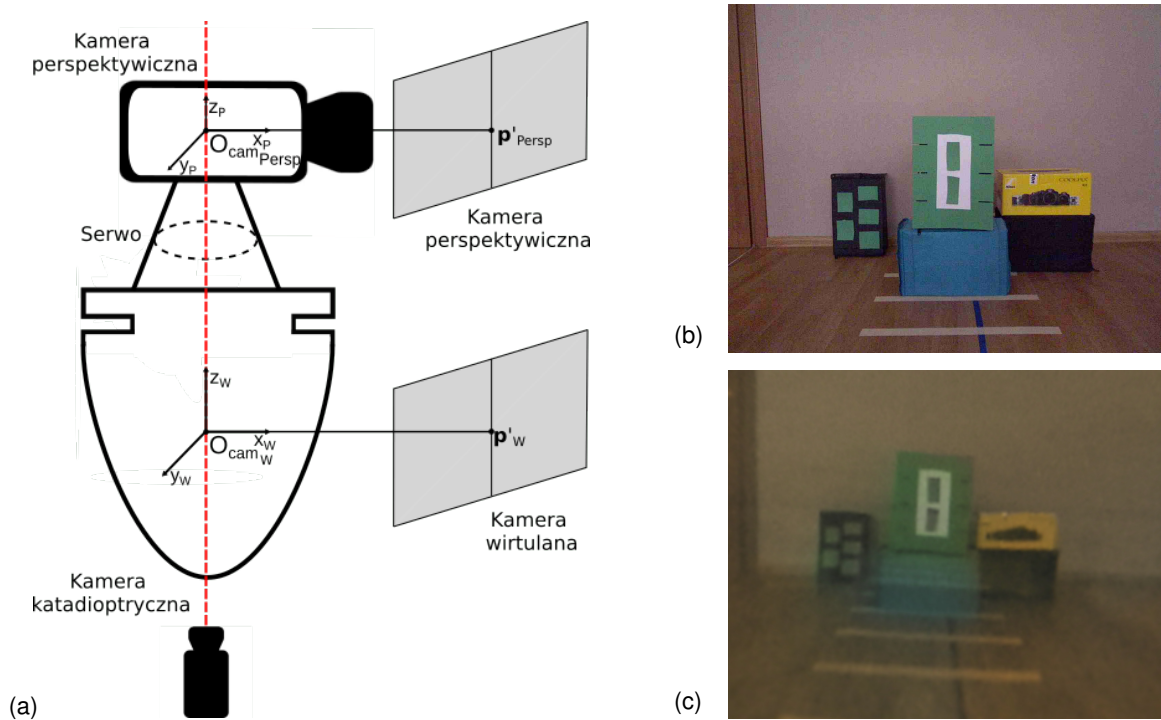 Kamera
perspektywiczna
z_P
x_P
O_cam_Persp
y_P
p'_Persp
Kamera
perspektywiczna
Serwo
z_W
x_W
O_cam_W
y_W
p'_W
Kamera
wirtulana
Kamera
katadioptryczna
(a)
COOLPIX
(b)
(c)